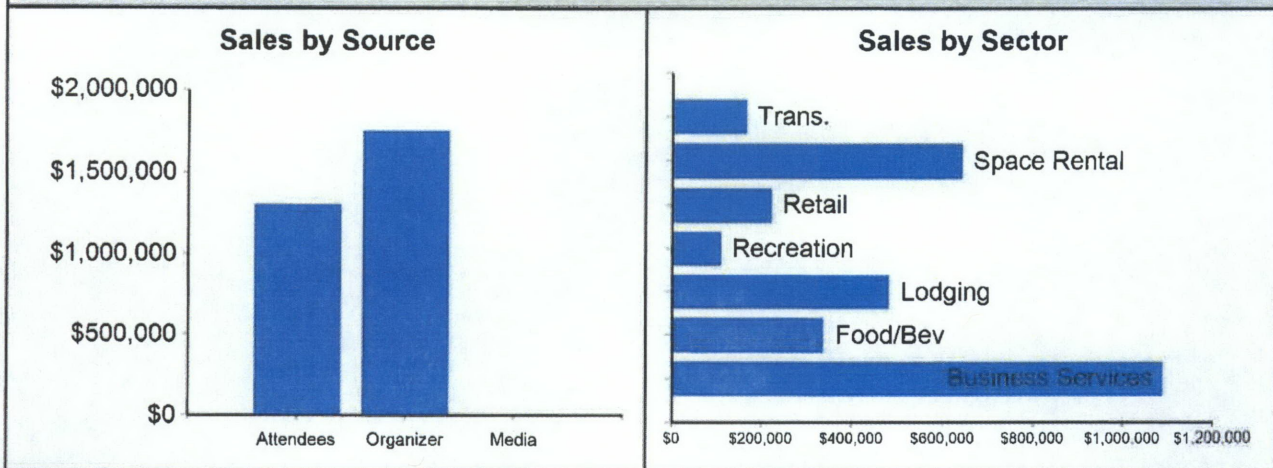 Sales by Source
$2,000,000
$1,500,000
$1,000,000
$500,000
$0
Attendees
Organizer
Media
Sales by Sector
Trans.
Space Rental
Retail
Recreation
Lodging
Food/Bev
Business Services
$0
$200,000
$400,000
$600,000
$800,000
$1,000,000
$1,200,000